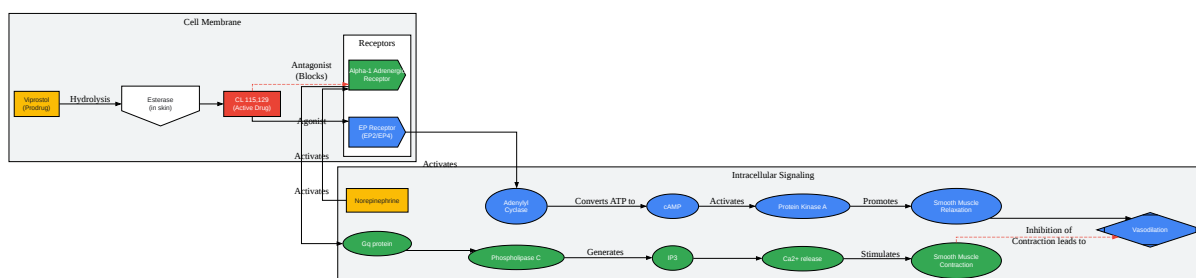 Cell Membrane
Receptors
Antagonist
(Blocks)
Alpha-1 Adrenergic
Receptor
Viprostol
(Prodrug)
Hydrolysis
Esterase
(in skin)
CL 115,129
(Active Drug)
Agonist
EP Receptor
(EP2/EP4)
Activates
Activates
Activates
Intracellular Signaling
Norepinephrine
Adenylyl
Cyclase
Converts ATP to
cAMP
Activates
Protein Kinase A
Promotes
Smooth Muscle
Relaxation
Vasodilation
Inhibition of
Contraction leads to
Gq protein
Phospholipase C
Generates
IP3
Ca2+ release
Stimulates
Smooth Muscle
Contraction